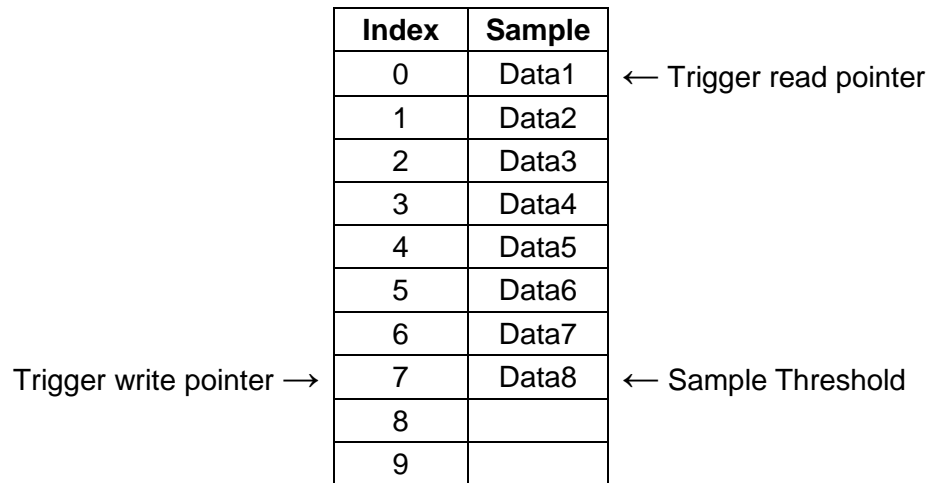 Index Sample
0 Data1 ← Trigger read pointer
1 Data2
2 Data3
3 Data4
4 Data5
5 Data6
6 Data7
Trigger write pointer → 7 Data8 ← Sample Threshold
8
9